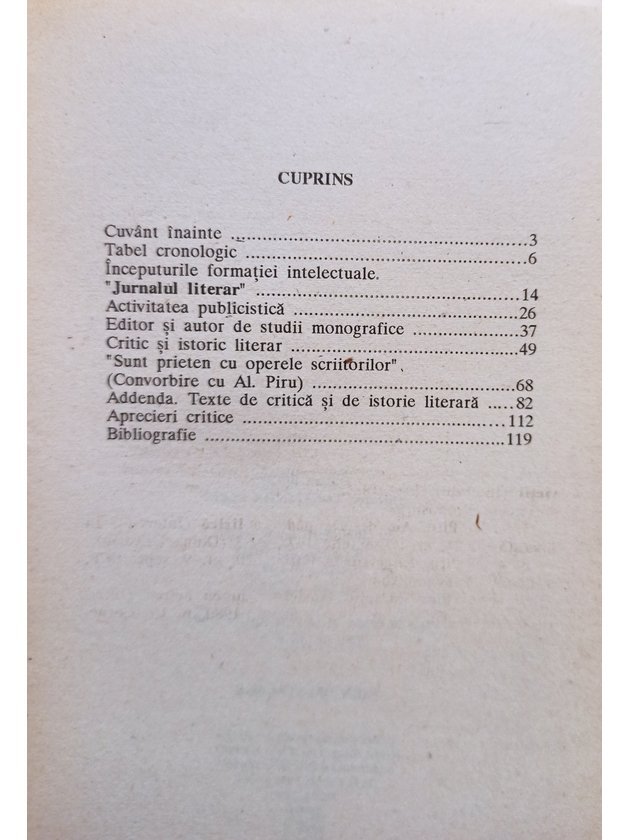 CUPRINS
Cuvânt înainte ........................................................3
Tabel cronologic .....................................................6
Începuturile formației intelectuale.
"Jurnalul literar" ................................................14
Activitatea publicistică .............................................26
Editor și autor de studii monografice .......................37
Critic și istoric literar .............................................49
"Sunt prieten cu operele scriitorilor".
(Convorbire cu Al. Piru) ........................................68
Addenda. Texte de critică și de istorie literară .....82
Aprecieri critice ....................................................112
Bibliografie ..........................................................119